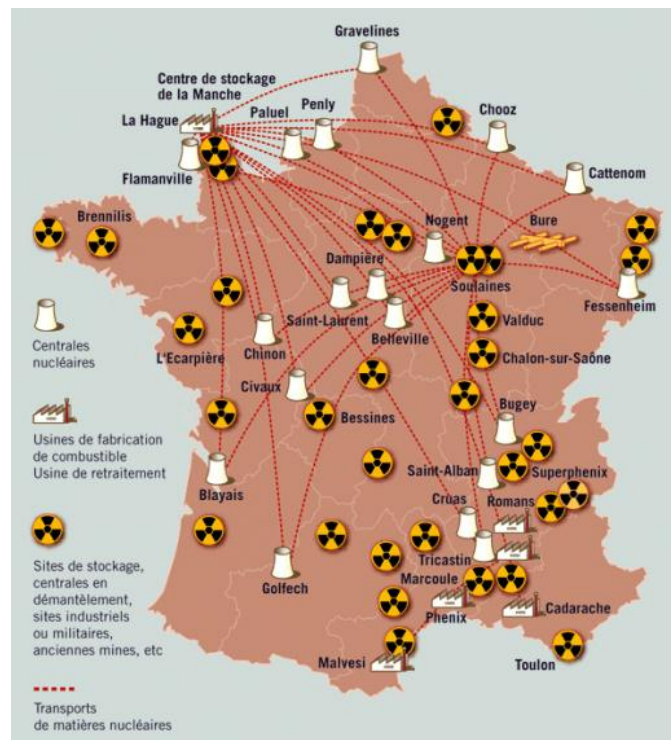 Gravelines
Centre de stockage
de la Manche
Penly
Paluel
Chooz
La Hague
Flamanville
Cattenom
Brennilis
Nogent
Bure
Dampière
Soulaines
Fessenheim
Saint-Laurent
Belleville
Valduc
L'Ecarpière
Chinon
Chalon-sur-Saône
Civaux
Bessines
Bugey
Blayais
Saint-Alban
Superphenix
Romans
Cruas
Golfech
Tricastin
Marcoule
Phenix
Cadarache
Malvesi
Toulon
Centrales
nucléaires
Usines de fabrication
de combustible
Usine de retraitement
Sites de stockage,
centrales en
démantèlement,
sites industriels
ou militaires,
anciennes mines, etc
Transports
de matières nucléaires